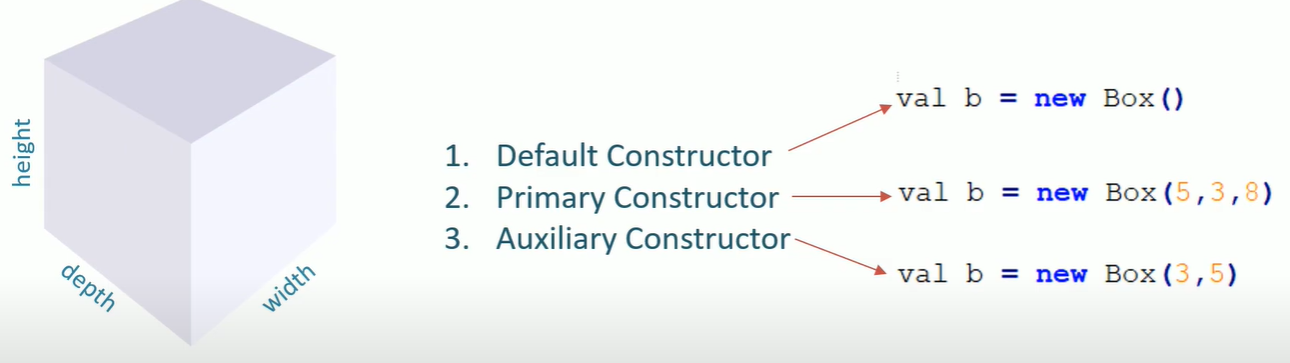 height
depth
width
1. Default Constructor
2. Primary Constructor
3. Auxiliary Constructor
val b = new Box()
val b = new Box(5,3,8)
val b = new Box(3,5)